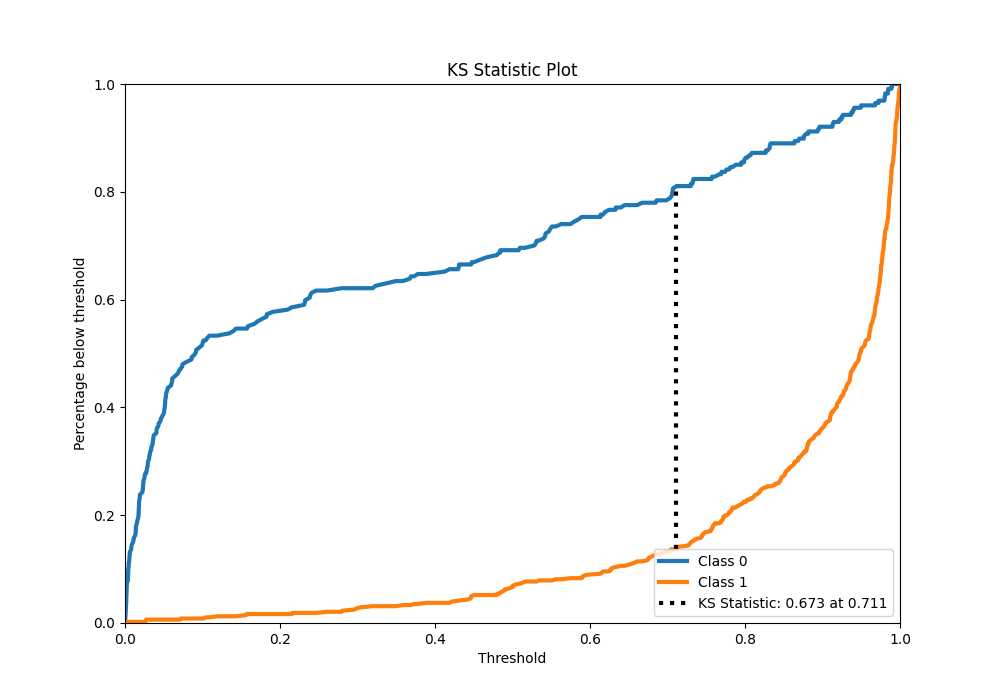 KS Statistic Plot
1.0
0.8
0.6
0.4
0.2
0.0
Percentage below threshold
0.0 0.2 0.4 0.6 0.8 1.0
Threshold
Class 0
Class 1
KS Statistic: 0.673 at 0.711